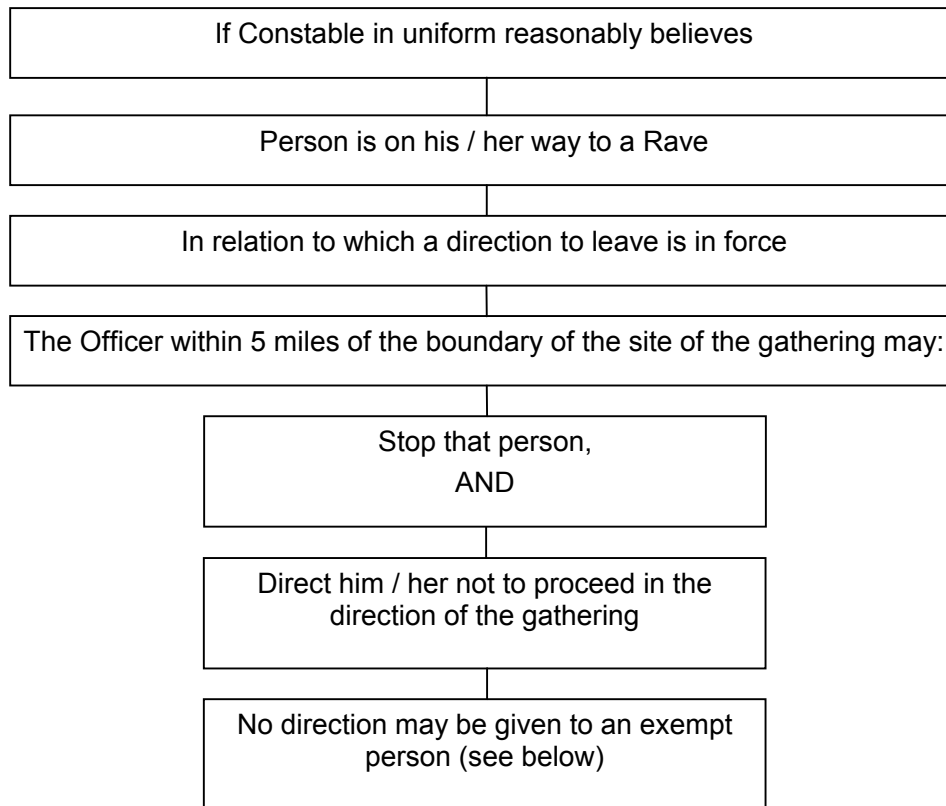 If Constable in uniform reasonably believes
Person is on his / her way to a Rave
In relation to which a direction to leave is in force
The Officer within 5 miles of the boundary of the site of the gathering may:
Stop that person,
AND
Direct him / her not to proceed in the
direction of the gathering
No direction may be given to an exempt
person (see below)